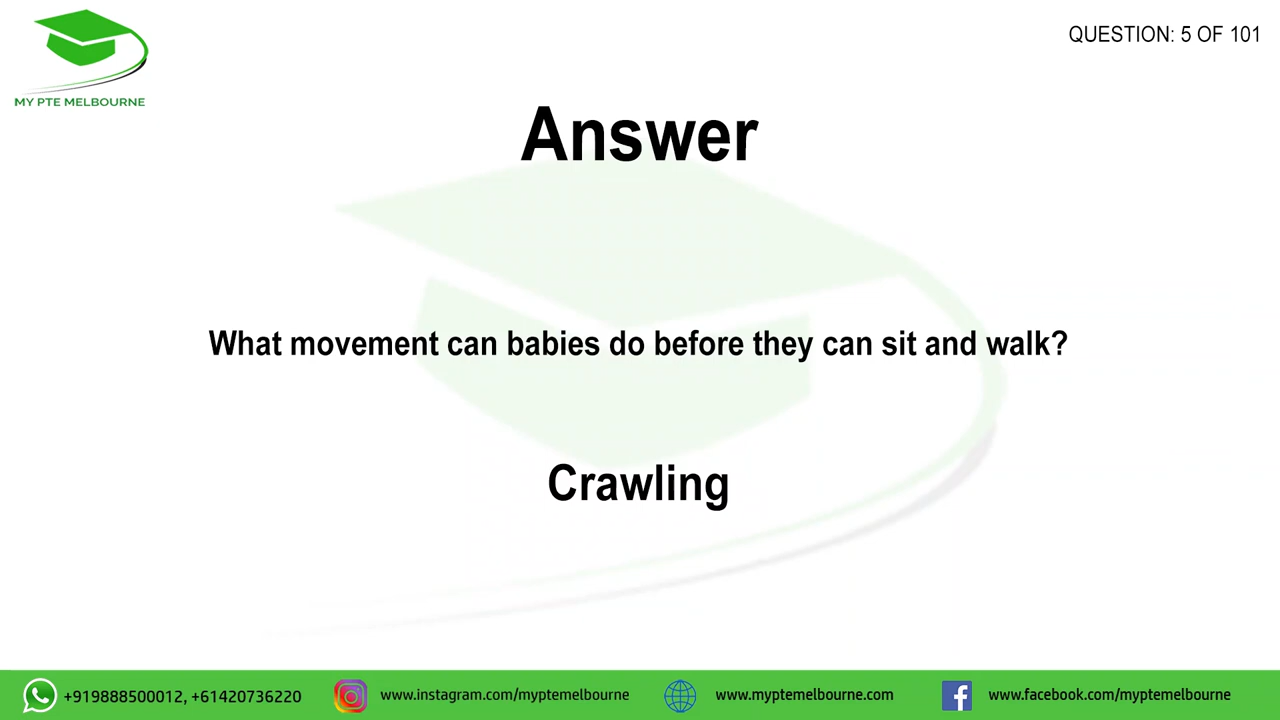 MY PTE MELBOURNE
QUESTION: 5 OF 101
Answer
What movement can babies do before they can sit and walk?
Crawling
+919888500012, +61420736220
www.instagram.com/myptemelbourne
www.myptemelbourne.com
www.facebook.com/myptemelbourne